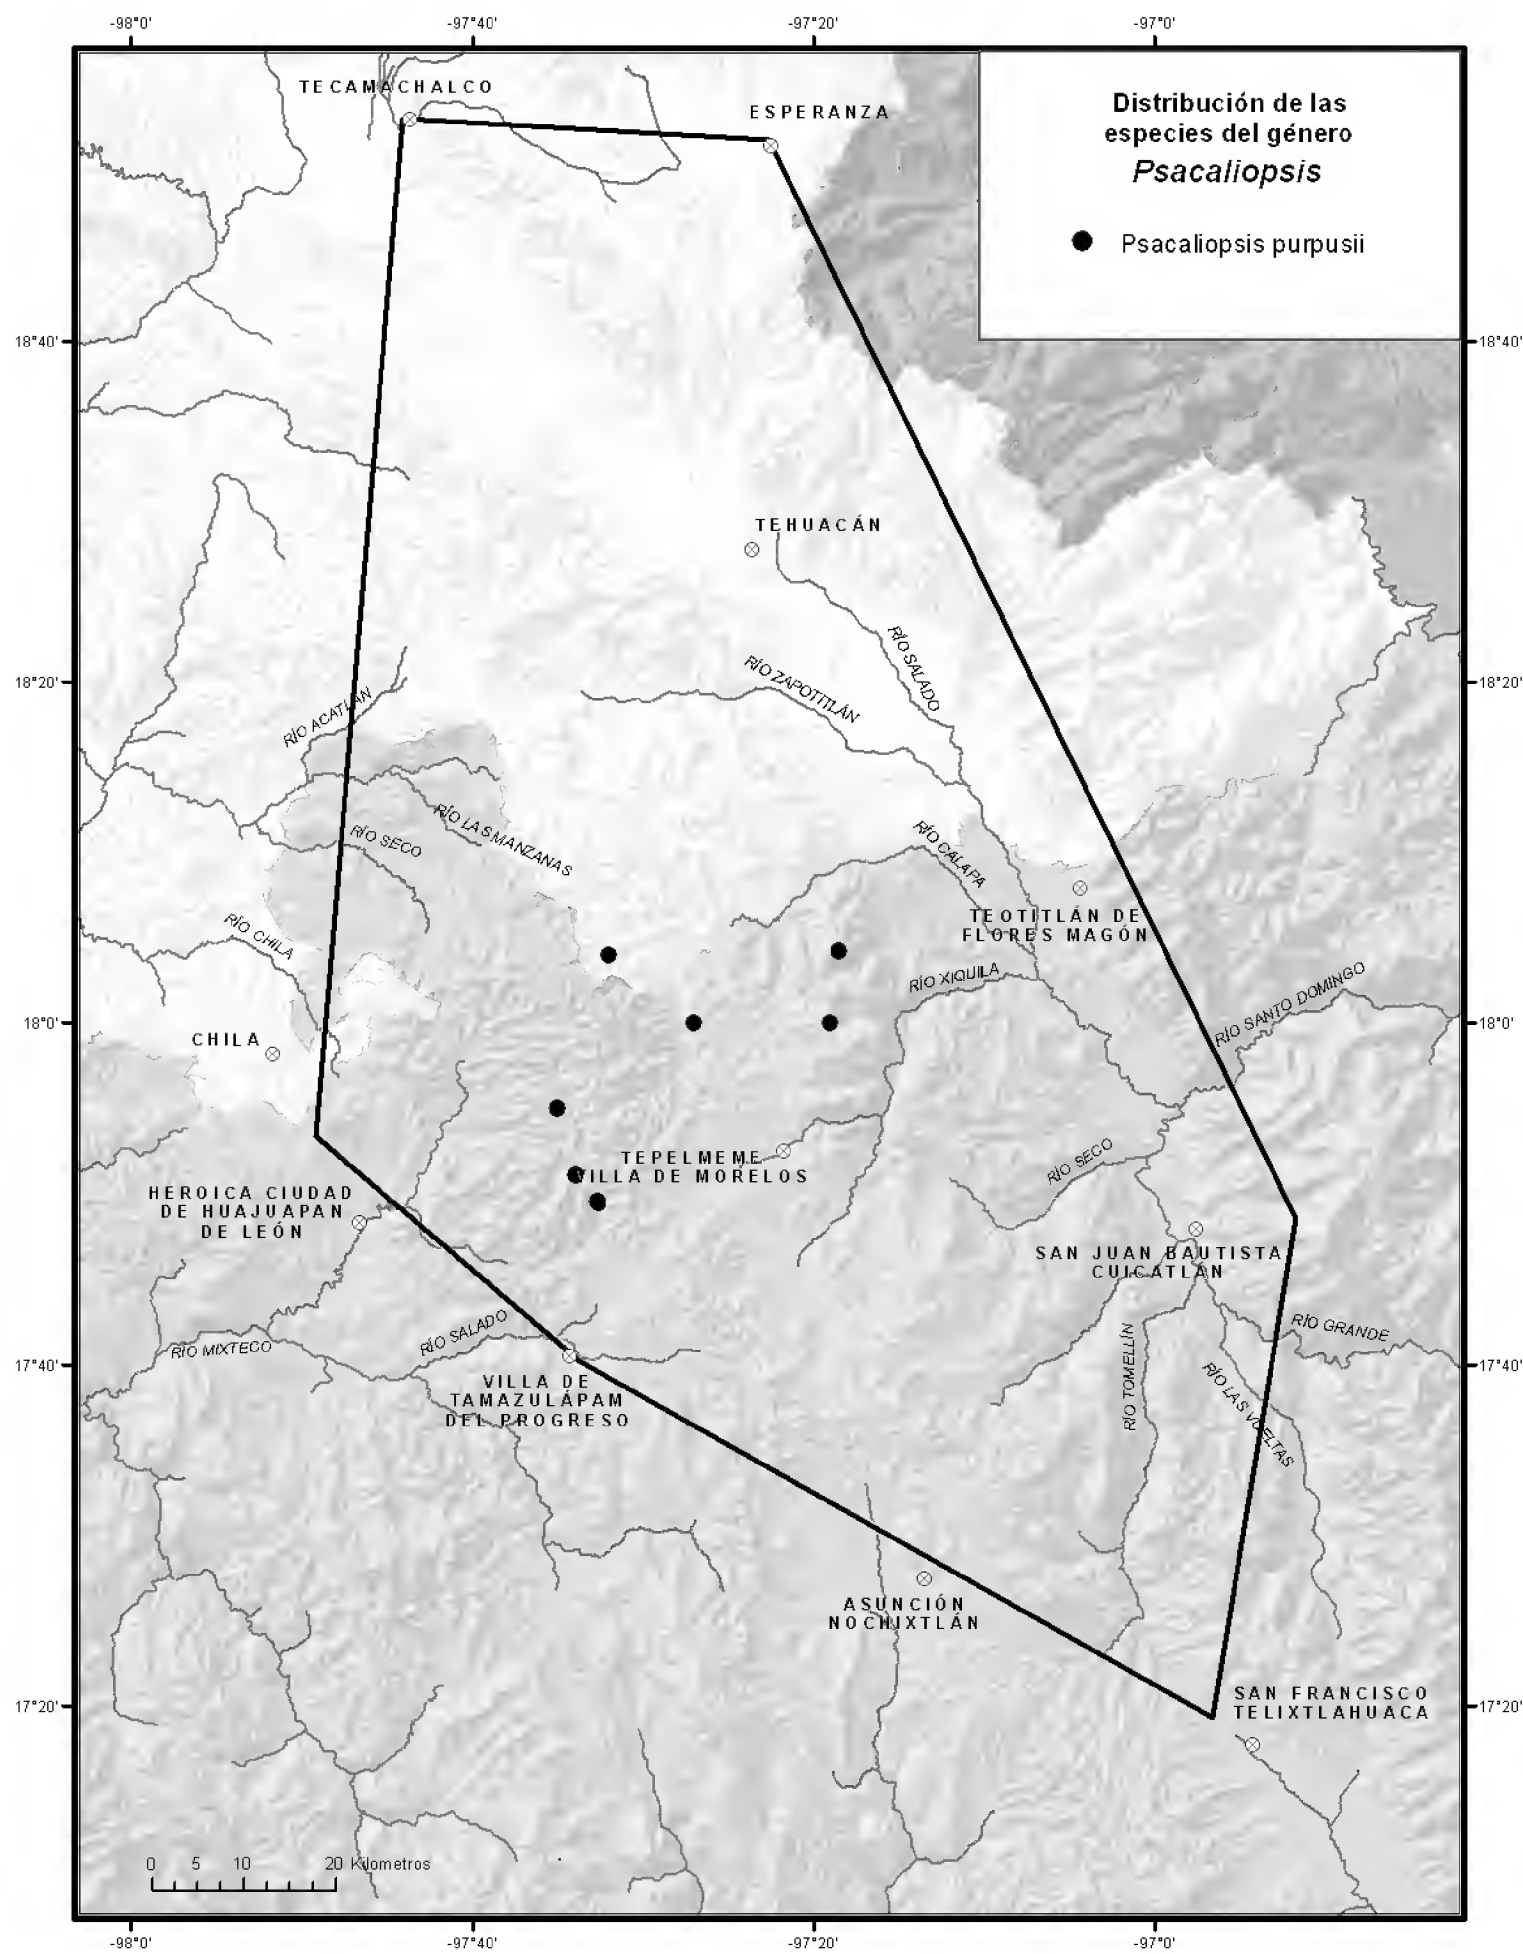 -98°0'
-97°40'
-97°20'
-97°0'
TECAMACHALCO
ESPERANZA
Distribución de las
especies del género
Psacaliopsis
Psacaliopsis purpusii
18°40'
18°40'
TEHUACÁN
RÍO SALADO
18°20'
18°20'
RÍO ZAPOTITLÁN
RÍO ACATLÁN
RÍO LAS MANZANAS
RÍO SECO
RÍO CALAPA
TEOTITLÁN DE
FLORES MAGÓN
RÍO CHILA
RÍO XIQUILA
RÍO SANTO DOMINGO
18°0'
18°0'
CHILA
TEPELMEME
VILLA DE MORELOS
RÍO SECO
HEROICA CIUDAD
DE HUAJUAPAN
DE LEÓN
SAN JUAN BAUTISTA
CUICATLÁN
RÍO GRANDE
RÍO SALADO
RÍO MIXTECO
RÍO TOMELLÍN
RÍO LAS VUELTAS
17°40'
17°40'
VILLA DE
TAMAZULÁPAM
DEL PROGRESO
ASUNCIÓN
NOCHIXTLÁN
SAN FRANCISCO
TELIXTLAHUACA
17°20'
17°20'
0 5 10 20 Kilometros
-98°0'
-97°40'
-97°20'
-97°0'